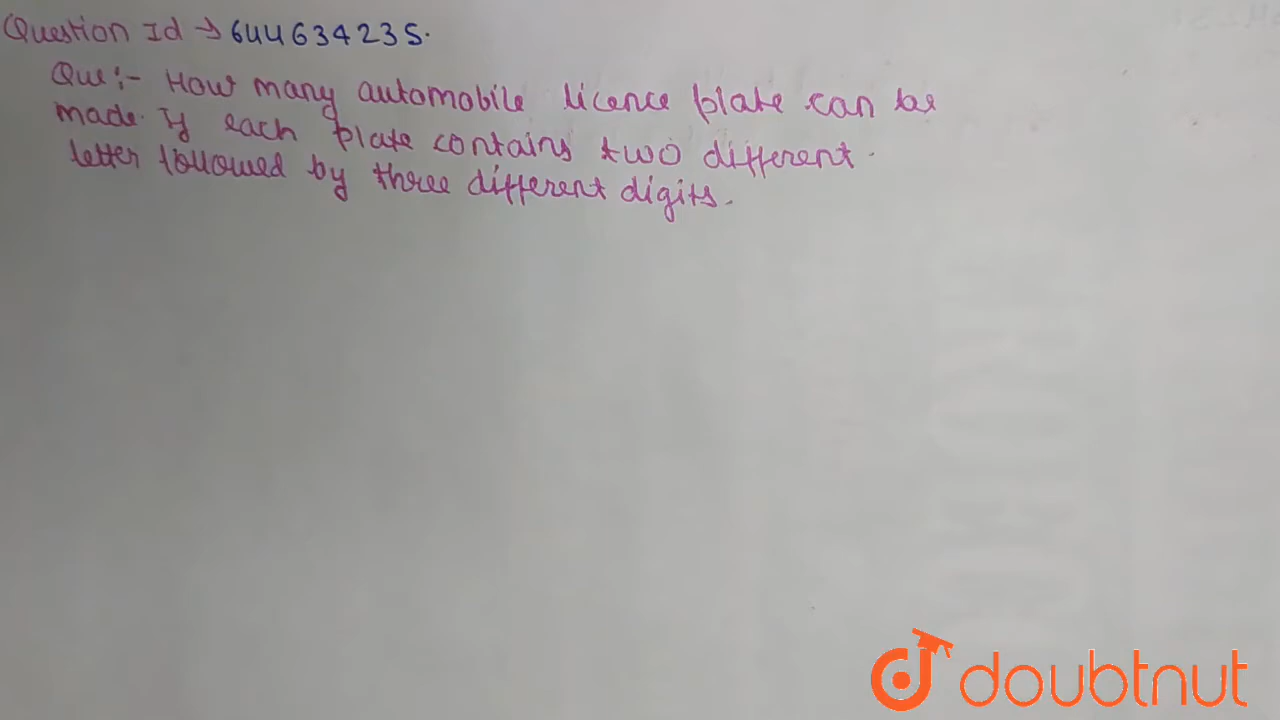 Question Id → 644634235.
Que :- How many automobile licence plate can be
made. If each plate contains two different.
letter followed by three different digits.
doubtnut